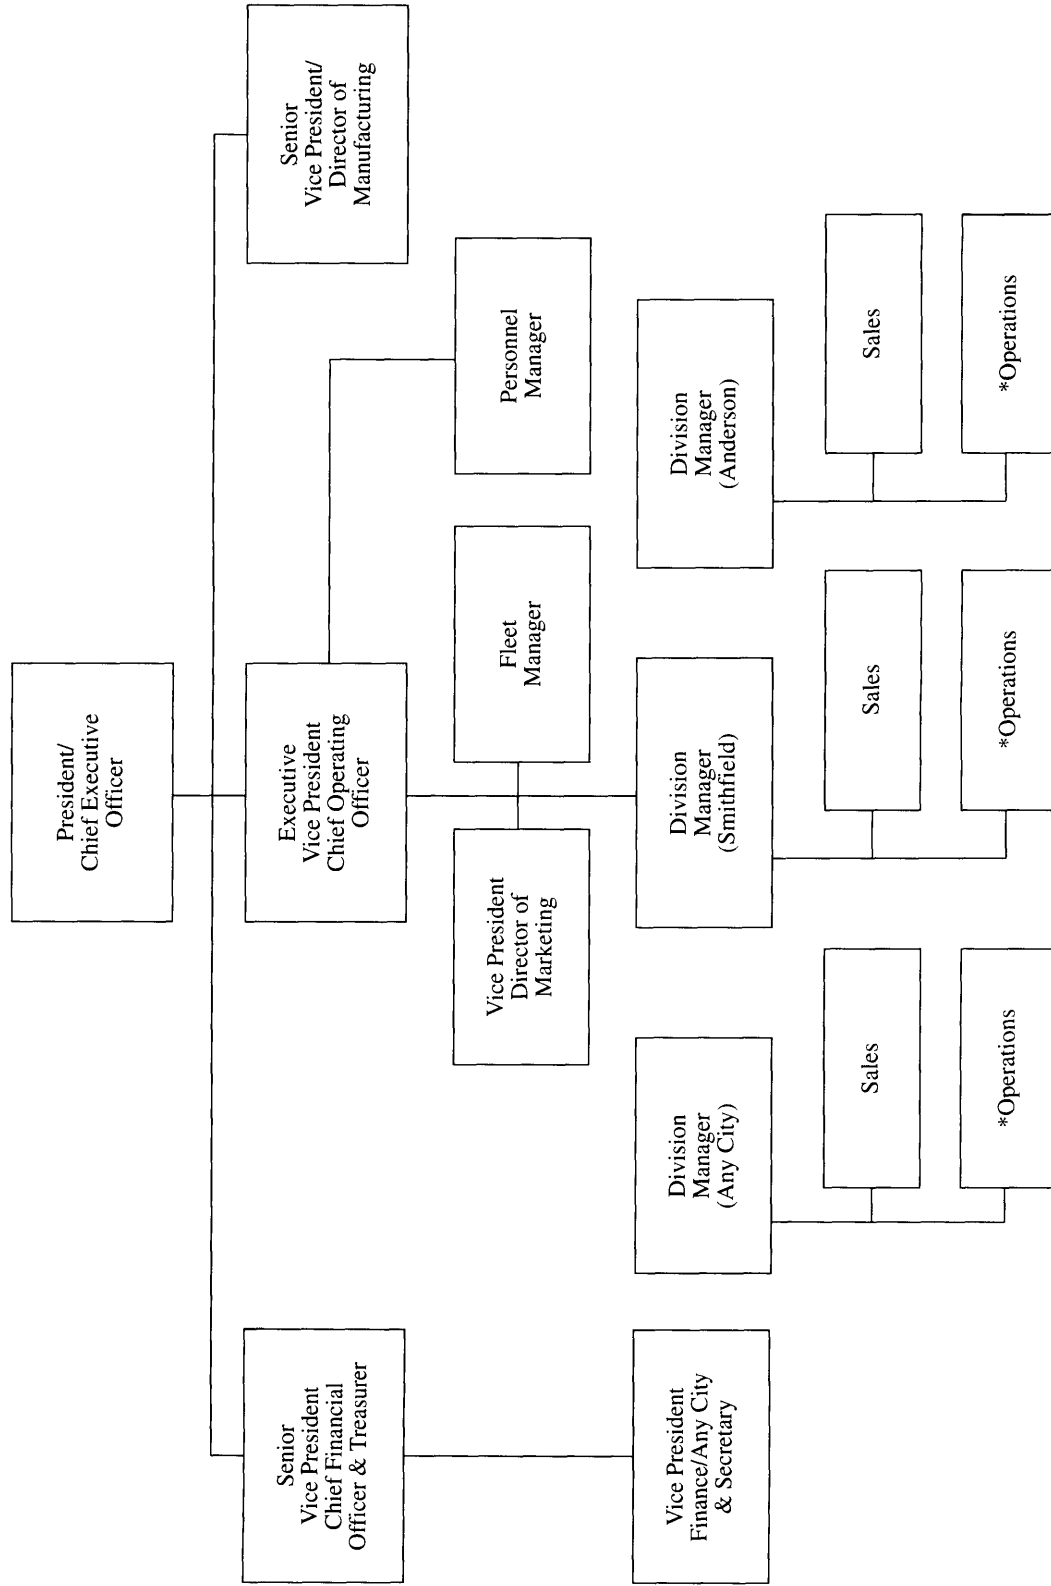 President/
Chief Executive
Officer
Senior
Vice President
Chief Financial
Officer & Treasurer
Executive
Vice President
Chief Operating
Officer
Senior
Vice President/
Director of
Manufacturing
Vice President
Director of
Marketing
Fleet
Manager
Personnel
Manager
Vice President
Finance/Any City
& Secretary
Division
Manager
(Any City)
Division
Manager
(Smithfield)
Division
Manager
(Anderson)
Sales
Sales
Sales
*Operations
*Operations
*Operations